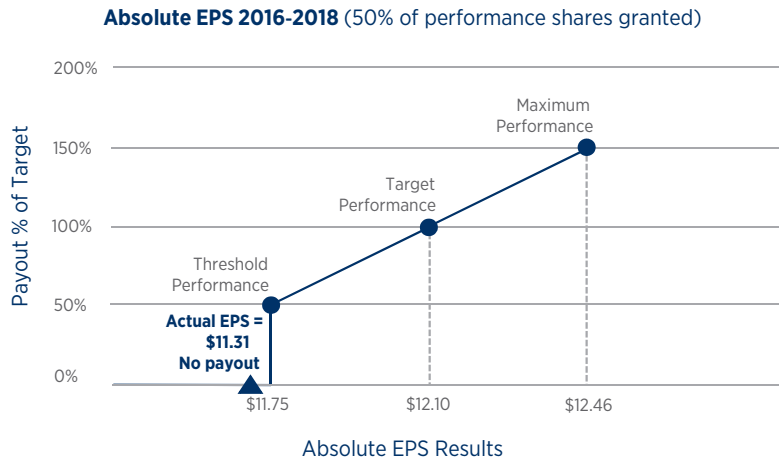 Absolute EPS 2016-2018 (50% of performance shares granted)
Payout % of Target
200%
150%
100%
50%
0%
Maximum
Performance
Target
Performance
Threshold
Performance
Actual EPS =
$11.31
No payout
$11.75
$12.10
$12.46
Absolute EPS Results